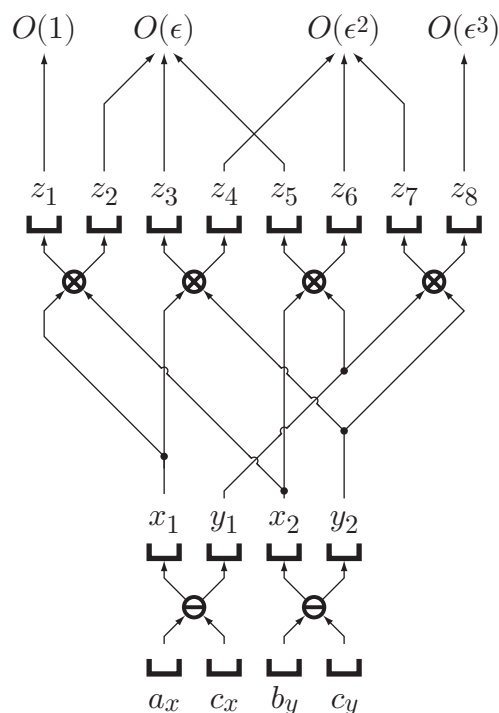 O(1) O(ϵ) O(ϵ²) O(ϵ³)
z₁ z₂ z₃ z₄ z₅ z₆ z₇ z₈
x₁ y₁ x₂ y₂
aₓ cₓ b_y c_y